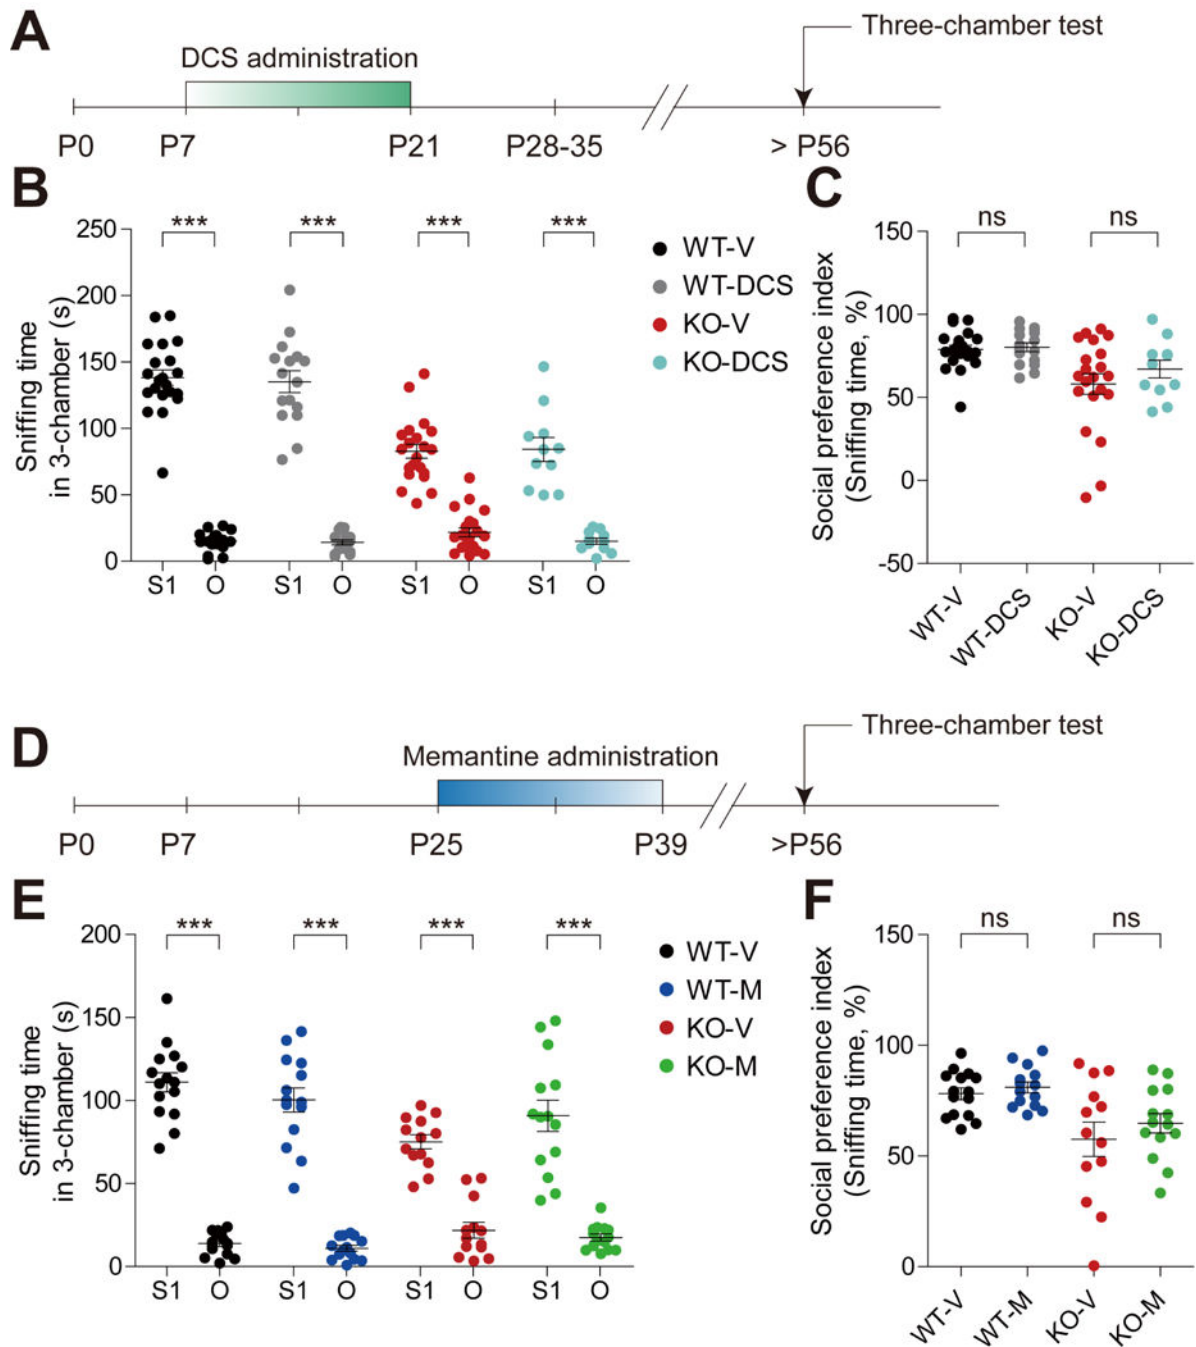 A
DCS administration
Three-chamber test
P0
P7
P21
P28-35
> P56
B
Sniffing time
in 3-chamber (s)
250
200
150
100
50
0
***
***
***
***
S1
O
S1
O
S1
O
S1
O
WT-V
WT-DCS
KO-V
KO-DCS
C
Social preference index
(Sniffing time, %)
150
100
50
0
-50
ns
ns
WT-V
WT-DCS
KO-V
KO-DCS
D
Memantine administration
Three-chamber test
P0
P7
P25
P39
>P56
E
Sniffing time
in 3-chamber (s)
200
150
100
50
0
***
***
***
***
S1
O
S1
O
S1
O
S1
O
WT-V
WT-M
KO-V
KO-M
F
Social preference index
(Sniffing time, %)
150
100
50
0
ns
ns
WT-V
WT-M
KO-V
KO-M